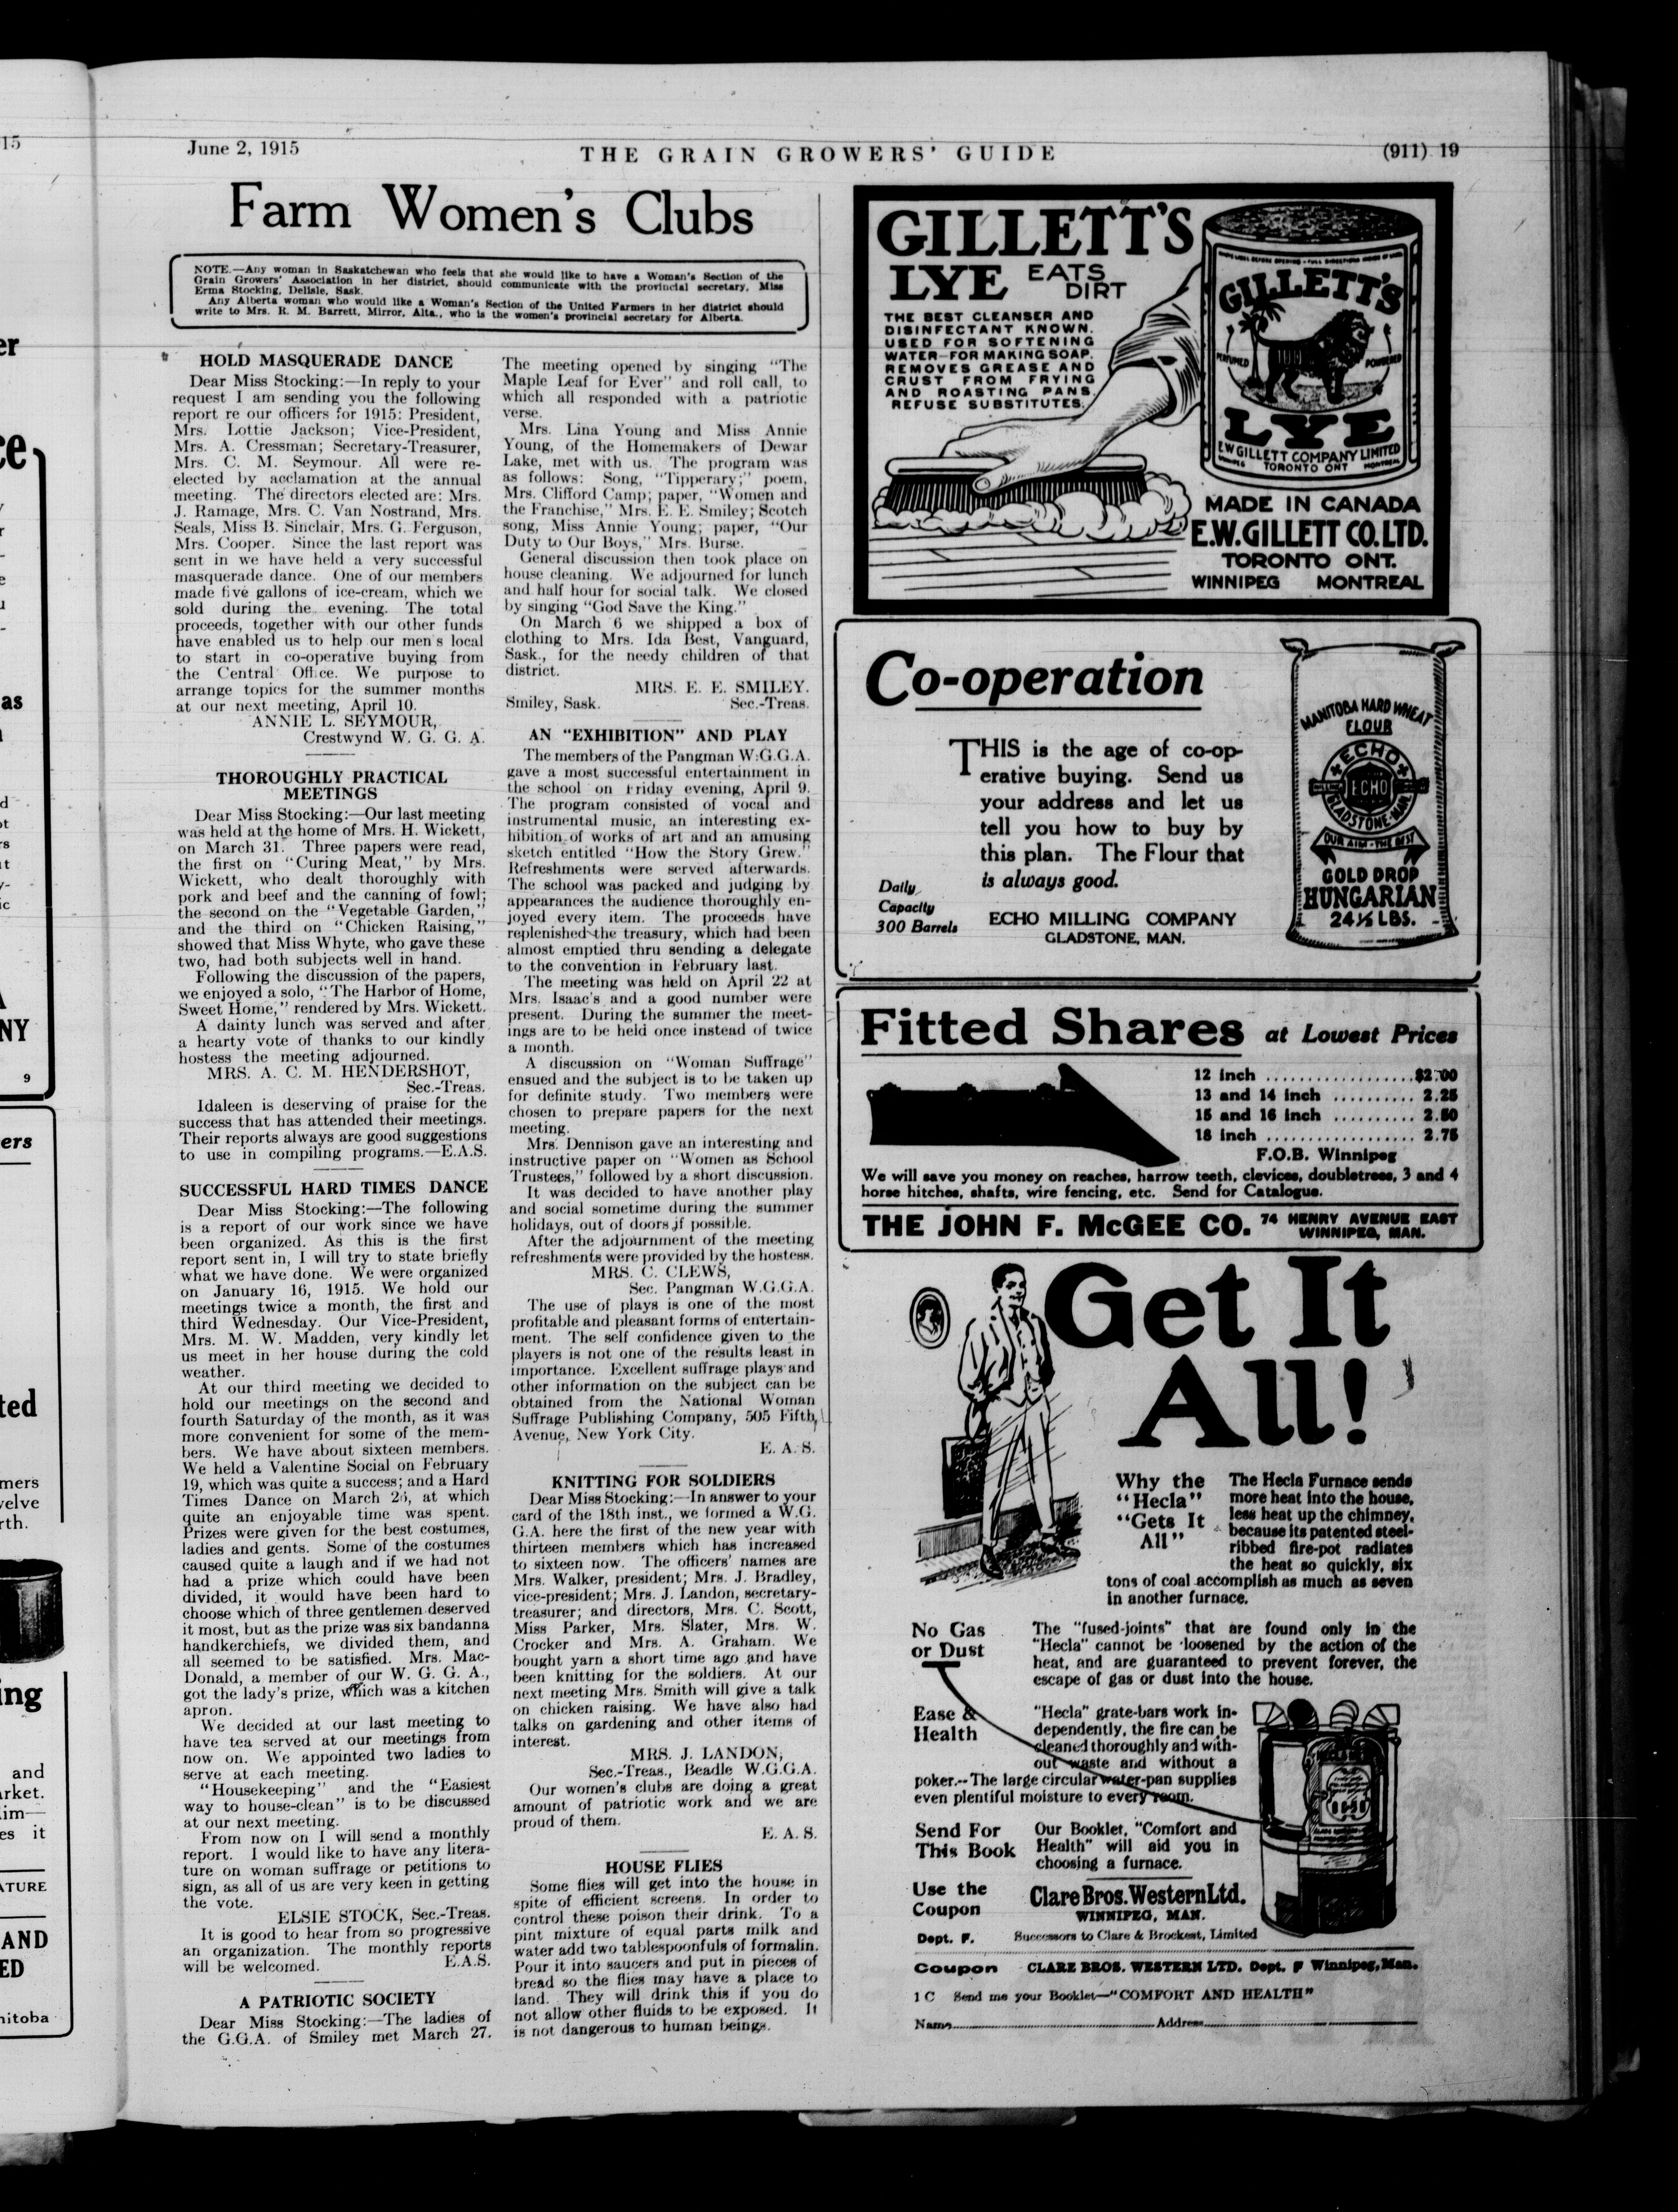 June 2, 1915
THE GRAIN GROWERS' GUIDE
(911) 19
Farm Women's Clubs
NOTE.—Any woman in Saskatchewan who feels that she would like to have a Woman's Section of the
Grain Growers' Association in her district, should communicate with the provincial secretary, Miss
Erma Stocking, Delisle, Sask.
Any Alberta woman who would like a Woman's Section of the United Farmers in her district should
write to Mrs. R. M. Barrett, Mirror, Alta., who is the women's provincial secretary for Alberta.
HOLD MASQUERADE DANCE
Dear Miss Stocking:—In reply to your
request I am sending you the following
report re our officers for 1915: President,
Mrs. Lottie Jackson; Vice-President,
Mrs. A. Cressman; Secretary-Treasurer,
Mrs. C. M. Seymour. All were re-
elected by acclamation at the annual
meeting. The directors elected are: Mrs.
J. Ramage, Mrs. C. Van Nostrand, Mrs.
Seals, Miss B. Sinclair, Mrs. G. Ferguson,
Mrs. Cooper. Since the last report was
sent in we have held a very successful
masquerade dance. One of our members
made five gallons of ice-cream, which we
sold during the evening. The total
proceeds, together with our other funds
have enabled us to help our men's local
to start in co-operative buying from
the Central Office. We purpose to
arrange topics for the summer months
at our next meeting, April 10.
ANNIE L. SEYMOUR,
Crestwynd W. G. G. A.
THOROUGHLY PRACTICAL
MEETINGS
Dear Miss Stocking:—Our last meeting
was held at the home of Mrs. H. Wickett,
on March 31. Three papers were read,
the first on "Curing Meat," by Mrs.
Wickett, who dealt thoroughly with
pork and beef and the canning of fowl;
the second on the "Vegetable Garden,"
and the third on "Chicken Raising,"
showed that Miss Whyte, who gave these
two, had both subjects well in hand.
Following the discussion of the papers,
we enjoyed a solo, "The Harbor of Home,
Sweet Home," rendered by Mrs. Wickett.
A dainty lunch was served and after
a hearty vote of thanks to our kindly
hostess the meeting adjourned.
MRS. A. C. M. HENDERSHOT,
Sec.-Treas.
Idaleen is deserving of praise for the
success that has attended their meetings.
Their reports always are good suggestions
to use in compiling programs.—E.A.S.
SUCCESSFUL HARD TIMES DANCE
Dear Miss Stocking:—The following
is a report of our work since we have
been organized. As this is the first
report sent in, I will try to state briefly
what we have done. We were organized
on January 16, 1915. We hold our
meetings twice a month, the first and
third Wednesday. Our Vice-President,
Mrs. M. W. Madden, very kindly let
us meet in her house during the cold
weather.
At our third meeting we decided to
hold our meetings on the second and
fourth Saturday of the month, as it was
more convenient for some of the mem-
bers. We have about sixteen members.
We held a Valentine Social on February
19, which was quite a success; and a Hard
Times Dance on March 26, at which
quite an enjoyable time was spent.
Prizes were given for the best costumes,
ladies and gents. Some of the costumes
caused quite a laugh and if we had not
had a prize which could have been
divided, it would have been hard to
choose which of three gentlemen deserved
it most, but as the prize was six bandanna
handkerchiefs, we divided them, and
all seemed to be satisfied. Mrs. Mac-
Donald, a member of our W. G. G. A.,
got the lady's prize, which was a kitchen
apron.
We decided at our last meeting to
have tea served at our meetings from
now on. We appointed two ladies to
serve at each meeting.
"Housekeeping" and the "Easiest
way to house-clean" is to be discussed
at our next meeting.
From now on I will send a monthly
report. I would like to have any litera-
ture on woman suffrage or petitions to
sign, as all of us are very keen in getting
the vote.
ELSIE STOCK, Sec.-Treas.
It is good to hear from so progressive
an organization. The monthly reports
will be welcomed. E.A.S.
A PATRIOTIC SOCIETY
Dear Miss Stocking:—The ladies of
the G.G.A. of Smiley met March 27.
The meeting opened by singing "The
Maple Leaf for Ever" and roll call, to
which all responded with a patriotic
verse.
Mrs. Lina Young and Miss Annie
Young, of the Homemakers of Dewar
Lake, met with us. The program was
as follows: Song, "Tipperary;" poem,
Mrs. Clifford Camp; paper, "Women and
the Franchise," Mrs. E. E. Smiley; Scotch
song, Miss Annie Young; paper, "Our
Duty to Our Boys," Mrs. Burse.
General discussion then took place on
house cleaning. We adjourned for lunch
and half hour for social talk. We closed
by singing "God Save the King."
On March 6 we shipped a box of
clothing to Mrs. Ida Best, Vanguard,
Sask., for the needy children of that
district.
MRS. E. E. SMILEY.
Smiley, Sask. Sec.-Treas.
AN "EXHIBITION" AND PLAY
The members of the Pangman W.G.G.A.
gave a most successful entertainment in
the school on Friday evening, April 9.
The program consisted of vocal and
instrumental music, an interesting ex-
hibition of works of art and an amusing
sketch entitled "How the Story Grew."
Refreshments were served afterwards.
The school was packed and judging by
appearances the audience thoroughly en-
joyed every item. The proceeds have
replenished the treasury, which had been
almost emptied thru sending a delegate
to the convention in February last.
The meeting was held on April 22 at
Mrs. Isaac's and a good number were
present. During the summer the meet-
ings are to be held once instead of twice
a month.
A discussion on "Woman Suffrage"
ensued and the subject is to be taken up
for definite study. Two members were
chosen to prepare papers for the next
meeting.
Mrs. Dennison gave an interesting and
instructive paper on "Women as School
Trustees," followed by a short discussion.
It was decided to have another play
and social sometime during the summer
holidays, out of doors if possible.
After the adjournment of the meeting
refreshments were provided by the hostess.
MRS. C. CLEWS,
Sec. Pangman W.G.G.A.
The use of plays is one of the most
profitable and pleasant forms of entertain-
ment. The self confidence given to the
players is not one of the results least in
importance. Excellent suffrage plays and
other information on the subject can be
obtained from the National Woman
Suffrage Publishing Company, 505 Fifth
Avenue, New York City.
E. A. S.
KNITTING FOR SOLDIERS
Dear Miss Stocking:—In answer to your
card of the 18th inst., we formed a W.G.
G.A. here the first of the new year with
thirteen members which has increased
to sixteen now. The officers' names are
Mrs. Walker, president; Mrs. J. Bradley,
vice-president; Mrs. J. Landon, secretary-
treasurer; and directors, Mrs. C. Scott,
Miss Parker, Mrs. Slater, Mrs. W.
Crocker and Mrs. A. Graham. We
bought yarn a short time ago and have
been knitting for the soldiers. At our
next meeting Mrs. Smith will give a talk
on chicken raising. We have also had
talks on gardening and other items of
interest.
MRS. J. LANDON,
Sec.-Treas., Beadle W.G.G.A.
Our women's clubs are doing a great
amount of patriotic work and we are
proud of them.
E. A. S.
HOUSE FLIES
Some flies will get into the house in
spite of efficient screens. In order to
control these poison their drink. To a
pint mixture of equal parts milk and
water add two tablespoonfuls of formalin.
Pour it into saucers and put in pieces of
bread so the flies may have a place to
land. They will drink this if you do
not allow other fluids to be exposed. It
is not dangerous to human beings.
GILLETT'S
LYE EATS
DIRT
THE BEST CLEANSER AND
DISINFECTANT KNOWN.
USED FOR SOFTENING
WATER—FOR MAKING SOAP.
REMOVES GREASE AND
CRUST FROM FRYING
AND ROASTING PANS.
REFUSE SUBSTITUTES.
GILLETT'S
PERFUMED
POWDERED
LYE
E.W. GILLETT COMPANY LIMITED
WINNIPEG TORONTO ONT MONTREAL
MADE IN CANADA
E.W. GILLETT CO. LTD.
TORONTO ONT.
WINNIPEG MONTREAL
Co-operation
THIS is the age of co-op-
erative buying. Send us
your address and let us
tell you how to buy by
this plan. The Flour that
is always good.
Daily
Capacity
300 Barrels
ECHO MILLING COMPANY
GLADSTONE, MAN.
MANITOBA HARD WHEAT
FLOUR
ECHO
ECHO
GLADSTONE-MAN
OUR AIM-THE BEST
GOLD DROP
HUNGARIAN
24½ LBS.
Fitted Shares at Lowest Prices
12 inch ..................$2.00
13 and 14 inch .......... 2.25
15 and 16 inch .......... 2.50
18 inch .................. 2.75
F.O.B. Winnipeg
We will save you money on reaches, harrow teeth, clevices, doubletrees, 3 and 4
horse hitches, shafts, wire fencing, etc. Send for Catalogue.
THE JOHN F. McGEE CO. 74 HENRY AVENUE EAST
WINNIPEG, MAN.
Get It
All!
Why the
"Hecla"
"Gets It
All"
The Hecla Furnace sends
more heat into the house,
less heat up the chimney,
because its patented steel-
ribbed fire-pot radiates
the heat so quickly, six
tons of coal accomplish as much as seven
in another furnace.
No Gas
or Dust
The "fused-joints" that are found only in the
"Hecla" cannot be loosened by the action of the
heat, and are guaranteed to prevent forever, the
escape of gas or dust into the house.
Ease &
Health
"Hecla" grate-bars work in-
dependently, the fire can be
cleaned thoroughly and with-
out waste and without a
poker.--The large circular water-pan supplies
even plentiful moisture to every room.
Send For
This Book
Our Booklet, "Comfort and
Health" will aid you in
choosing a furnace.
Use the
Coupon
Clare Bros. Western Ltd.
WINNIPEG, MAN.
Dept. F. Successors to Clare & Brockest, Limited
Coupon CLARE BROS. WESTERN LTD. Dept. F Winnipeg, Man.
1 C Send me your Booklet—"COMFORT AND HEALTH"
Name Address